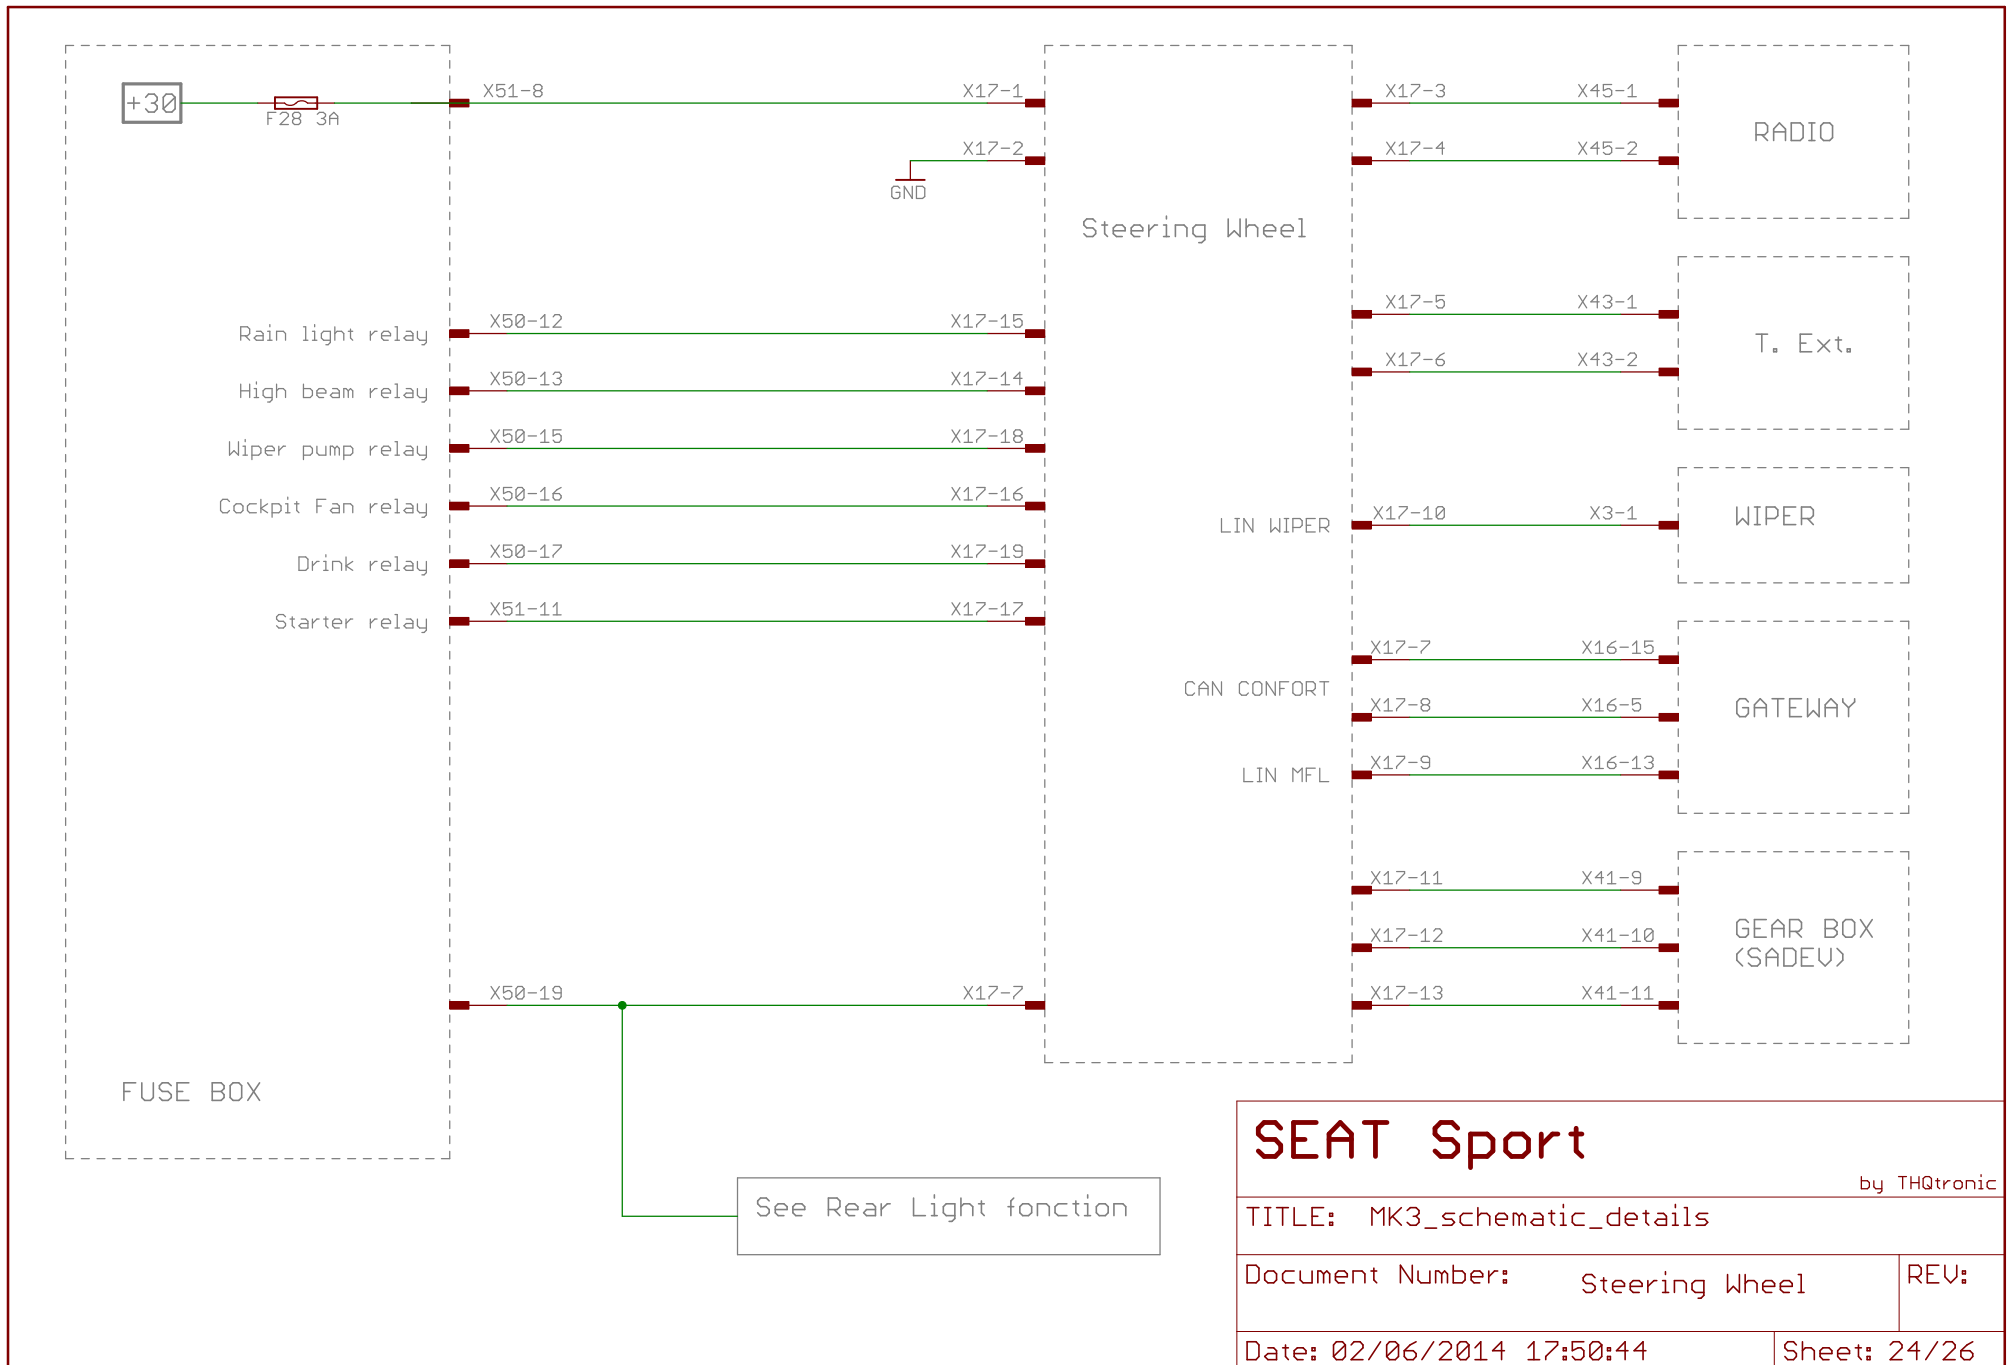 +30
F28 3A
X51-8
X17-1
X17-2
GND
X17-3
X45-1
X17-4
X45-2
RADIO
Steering Wheel
X17-5
X43-1
X17-6
X43-2
T. Ext.
Rain light relay
X50-12
X17-15
High beam relay
X50-13
X17-14
Wiper pump relay
X50-15
X17-18
Cockpit Fan relay
X50-16
X17-16
Drink relay
X50-17
X17-19
Starter relay
X51-11
X17-17
LIN WIPER
X17-10
X3-1
WIPER
X17-7
X16-15
CAN CONFORT
X17-8
X16-5
GATEWAY
LIN MFL
X17-9
X16-13
X17-11
X41-9
X17-12
X41-10
GEAR BOX
(SADEV)
X17-13
X41-11
X50-19
X17-7
FUSE BOX
See Rear Light fonction
SEAT Sport
by THQtronic
TITLE: MK3_schematic_details
Document Number: Steering Wheel
REV:
Date: 02/06/2014 17:50:44
Sheet: 24/26